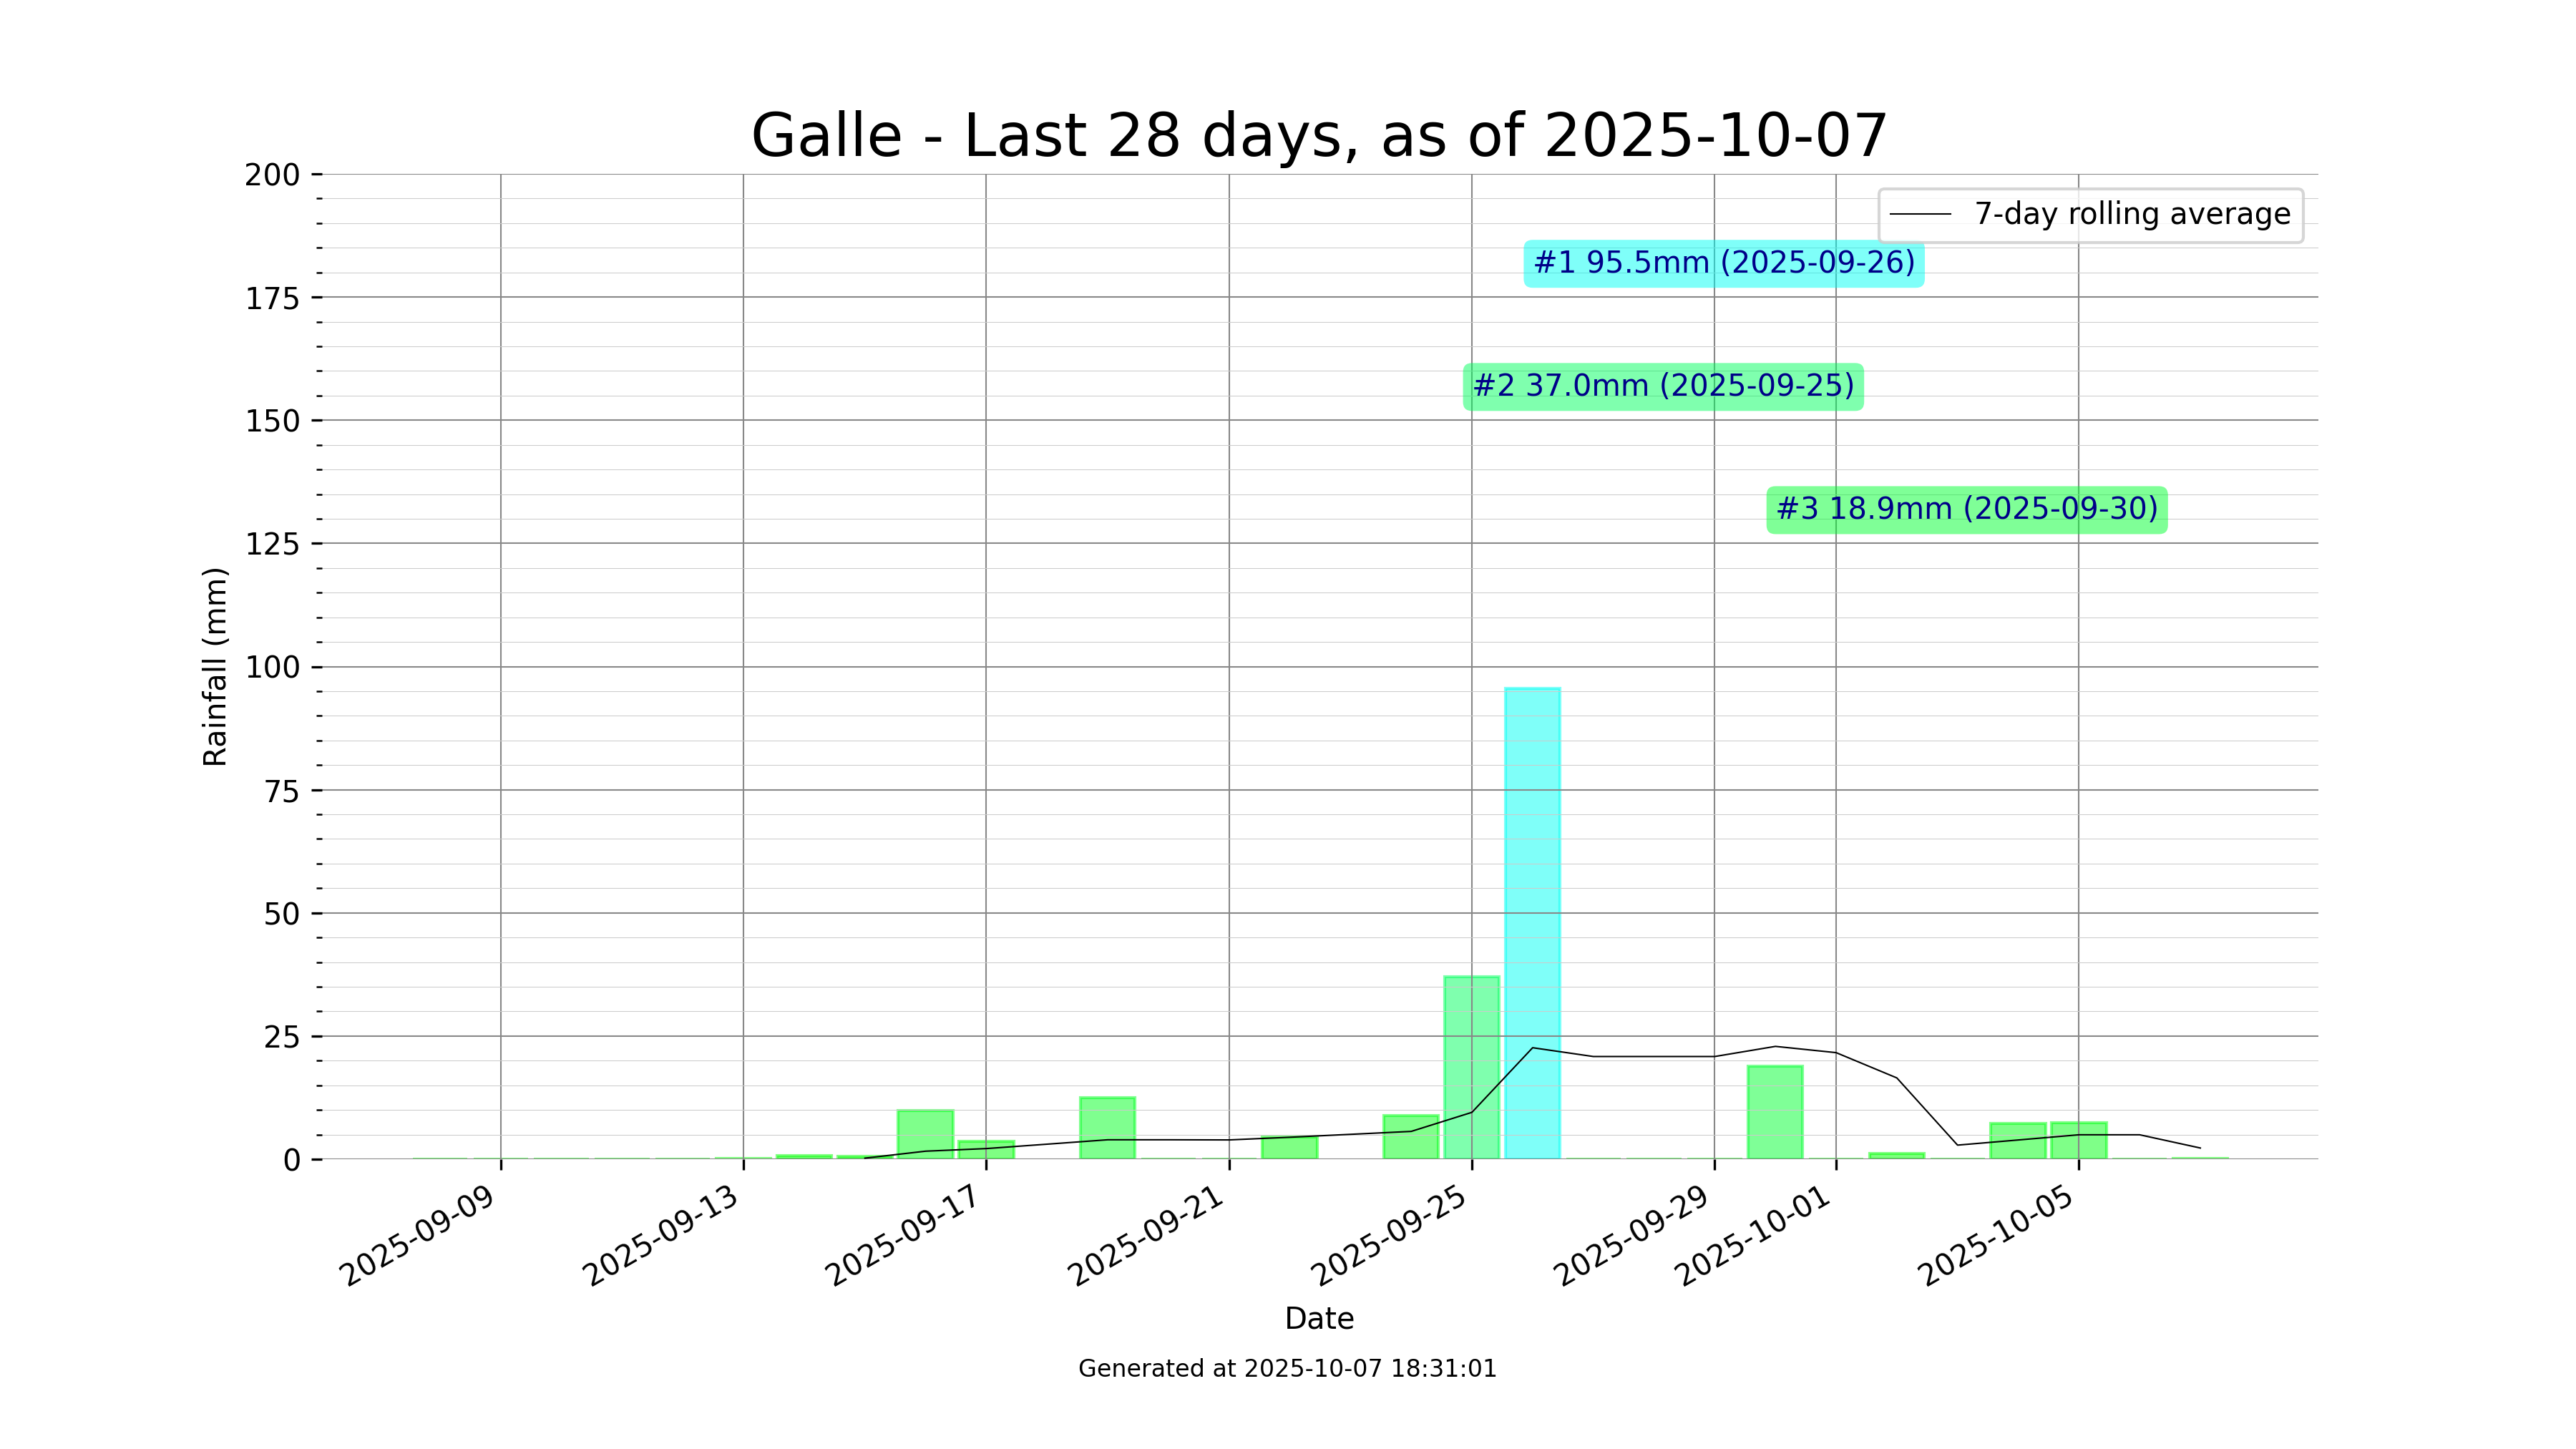 Galle - Last 28 days, as of 2025-10-07
200
175
150
125
100
75
50
25
0
Rainfall (mm)
7-day rolling average
#1 95.5mm (2025-09-26)
#2 37.0mm (2025-09-25)
#3 18.9mm (2025-09-30)
2025-09-09
2025-09-13
2025-09-17
2025-09-21
2025-09-25
2025-09-29
2025-10-01
2025-10-05
Date
Generated at 2025-10-07 18:31:01